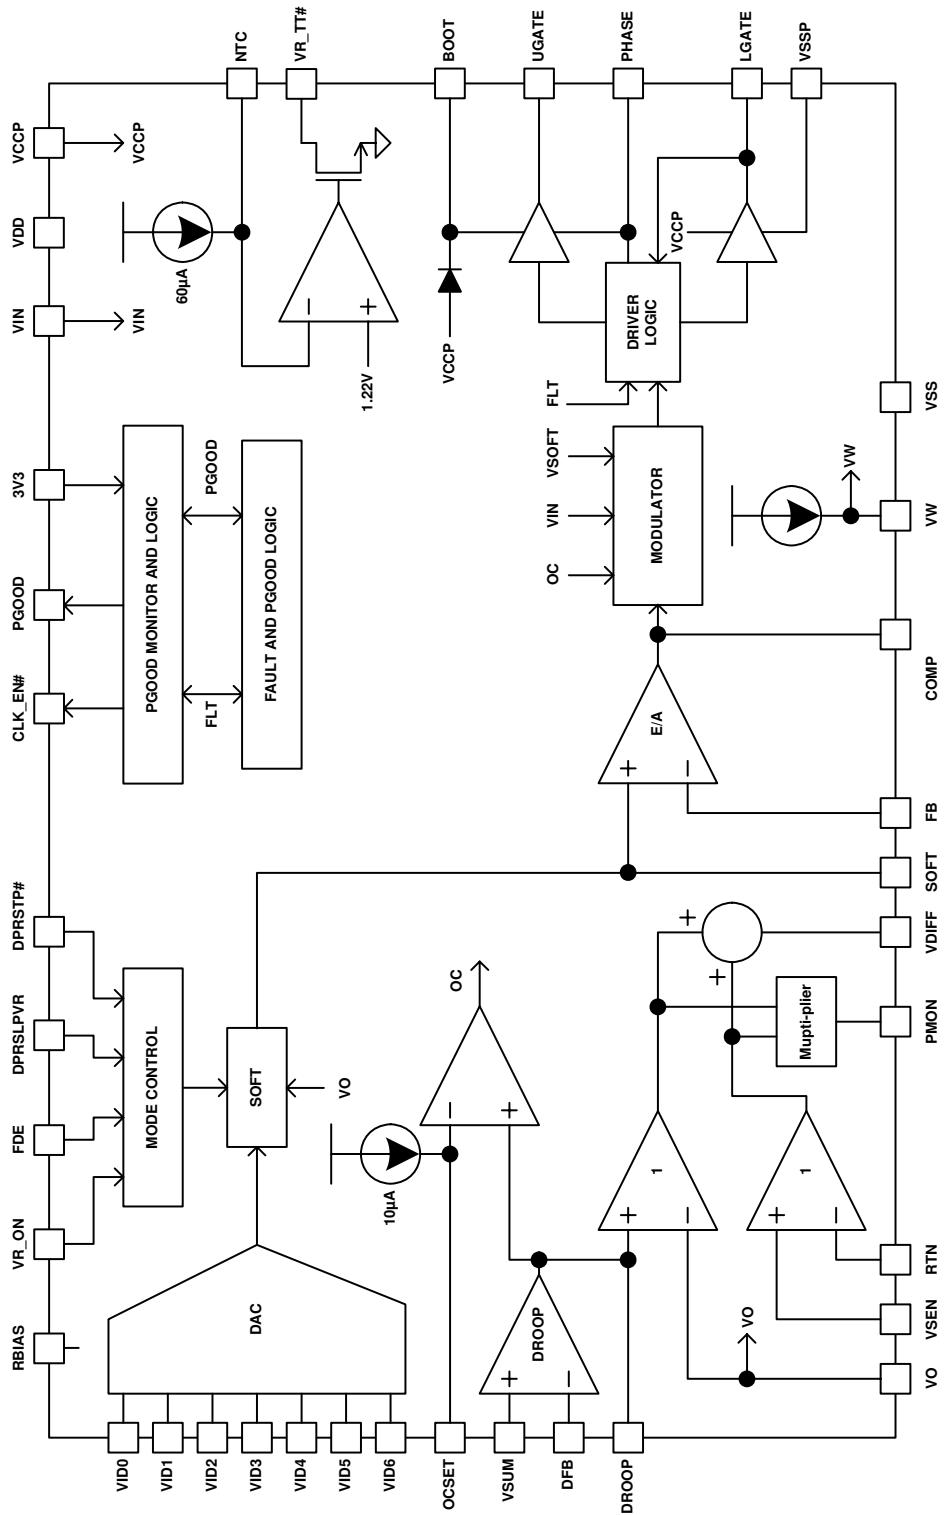 RBIAS
VR_ON
FDE
DPRSLPVR
DPRSTP#
CLK_EN#
PGOOD
3V3
VIN
VDD
VCCP
VIN
VCCP
MODE CONTROL
PGOOD MONITOR AND LOGIC
FLT
PGOOD
FAULT AND PGOOD LOGIC
60µA
NTC
VR_TT#
−
+
1.22V
VID0
VID1
VID2
VID3
VID4
VID5
VID6
DAC
SOFT
VO
10µA
OCSET
−
+
OC
VSUM
DFB
DROOP
+
−
DROOP
+
−
1
+
−
1
VO
+
+
Mupti-plier
+
−
E/A
OC
VIN
VSOFT
FLT
MODULATOR
DRIVER
LOGIC
VCCP
VCCP
BOOT
UGATE
PHASE
LGATE
VSSP
VW
VO
VSEN
RTN
PMON
VDIFF
SOFT
FB
COMP
VW
VSS